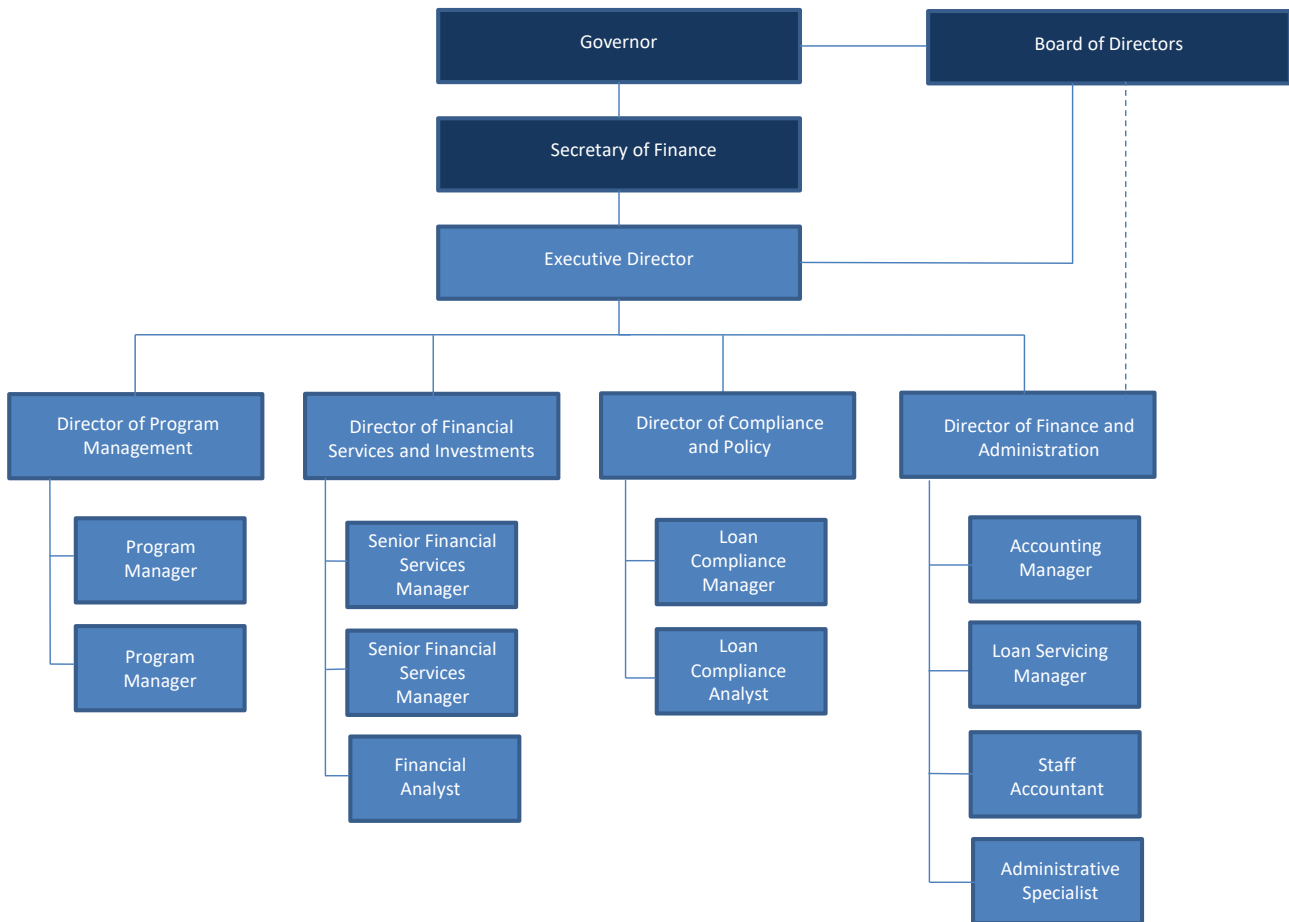 Governor
Board of Directors
Secretary of Finance
Executive Director
Director of Program
Management
Director of Financial
Services and Investments
Director of Compliance
and Policy
Director of Finance and
Administration
Program
Manager
Program
Manager
Senior Financial
Services
Manager
Senior Financial
Services
Manager
Financial
Analyst
Loan
Compliance
Manager
Loan
Compliance
Analyst
Accounting
Manager
Loan Servicing
Manager
Staff
Accountant
Administrative
Specialist